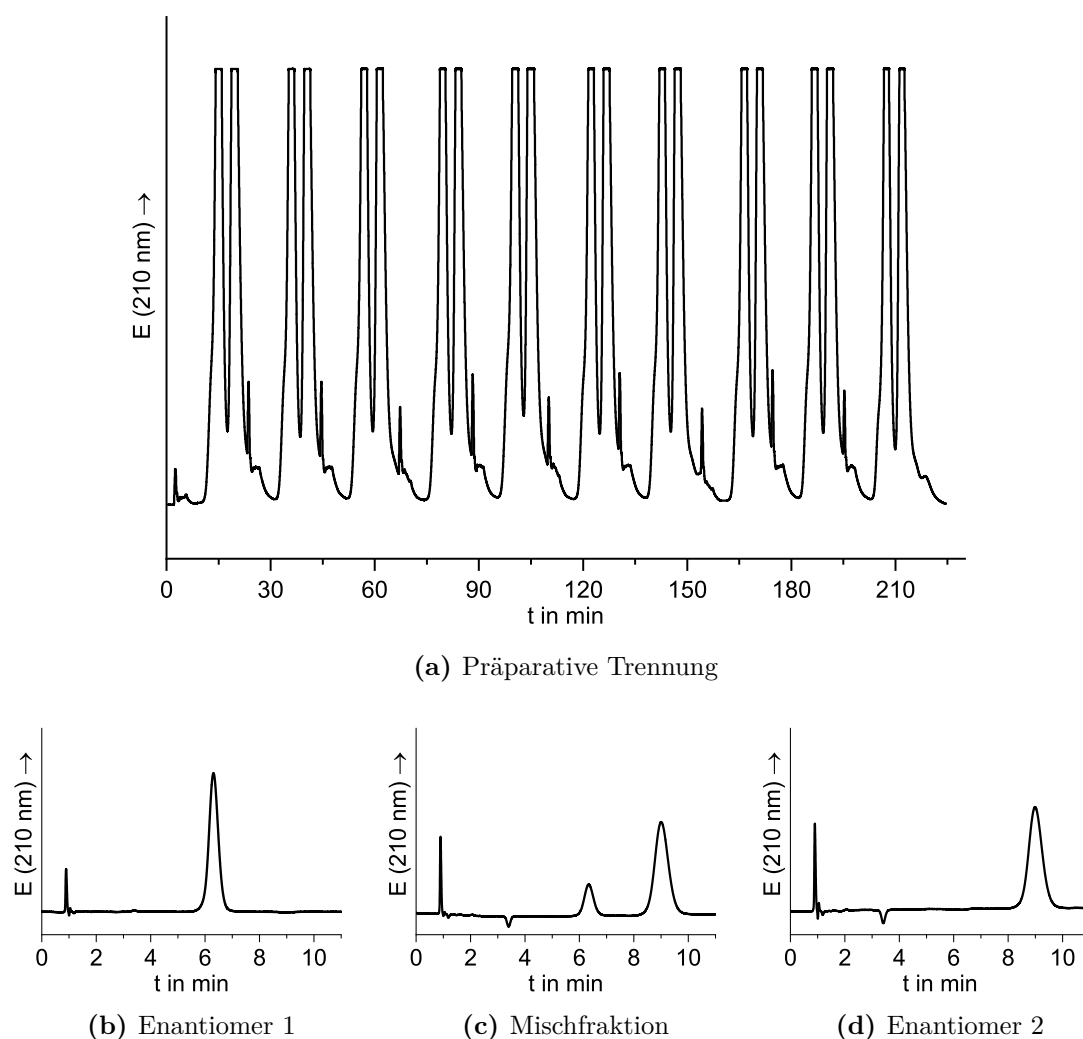 E (210 nm) →
0 30 60 90 120 150 180 210
t in min
(a) Präparative Trennung
E (210 nm) →
0 2 4 6 8 10
t in min
(b) Enantiomer 1
E (210 nm) →
0 2 4 6 8 10
t in min
(c) Mischfraktion
E (210 nm) →
0 2 4 6 8 10
t in min
(d) Enantiomer 2